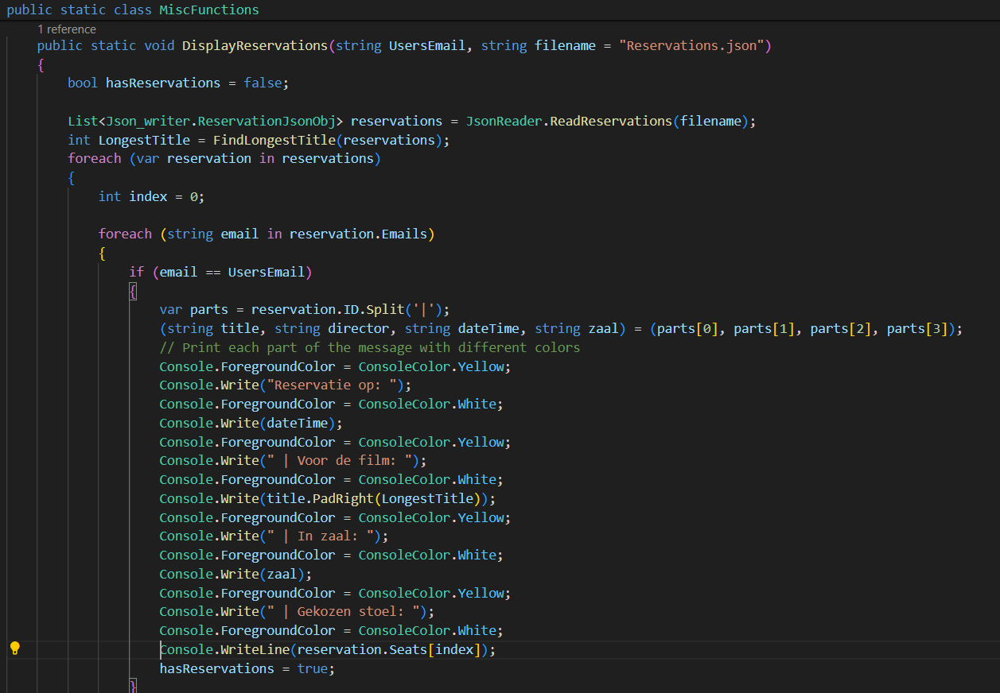 public static class MiscFunctions
1 reference
public static void DisplayReservations(string UsersEmail, string filename = "Reservations.json")
{
bool hasReservations = false;
List<Json_writer.ReservationJsonObj> reservations = JsonReader.ReadReservations(filename);
int LongestTitle = FindLongestTitle(reservations);
foreach (var reservation in reservations)
{
int index = 0;
foreach (string email in reservation.Emails)
{
if (email == UsersEmail)
{
var parts = reservation.ID.Split('|');
(string title, string director, string dateTime, string zaal) = (parts[0], parts[1], parts[2], parts[3]);
// Print each part of the message with different colors
Console.ForegroundColor = ConsoleColor.Yellow;
Console.Write("Reservatie op: ");
Console.ForegroundColor = ConsoleColor.White;
Console.Write(dateTime);
Console.ForegroundColor = ConsoleColor.Yellow;
Console.Write(" | Voor de film: ");
Console.ForegroundColor = ConsoleColor.White;
Console.Write(title.PadRight(LongestTitle));
Console.ForegroundColor = ConsoleColor.Yellow;
Console.Write(" | In zaal: ");
Console.ForegroundColor = ConsoleColor.White;
Console.Write(zaal);
Console.ForegroundColor = ConsoleColor.Yellow;
Console.Write(" | Gekozen stoel: ");
Console.ForegroundColor = ConsoleColor.White;
Console.WriteLine(reservation.Seats[index]);
hasReservations = true;
}